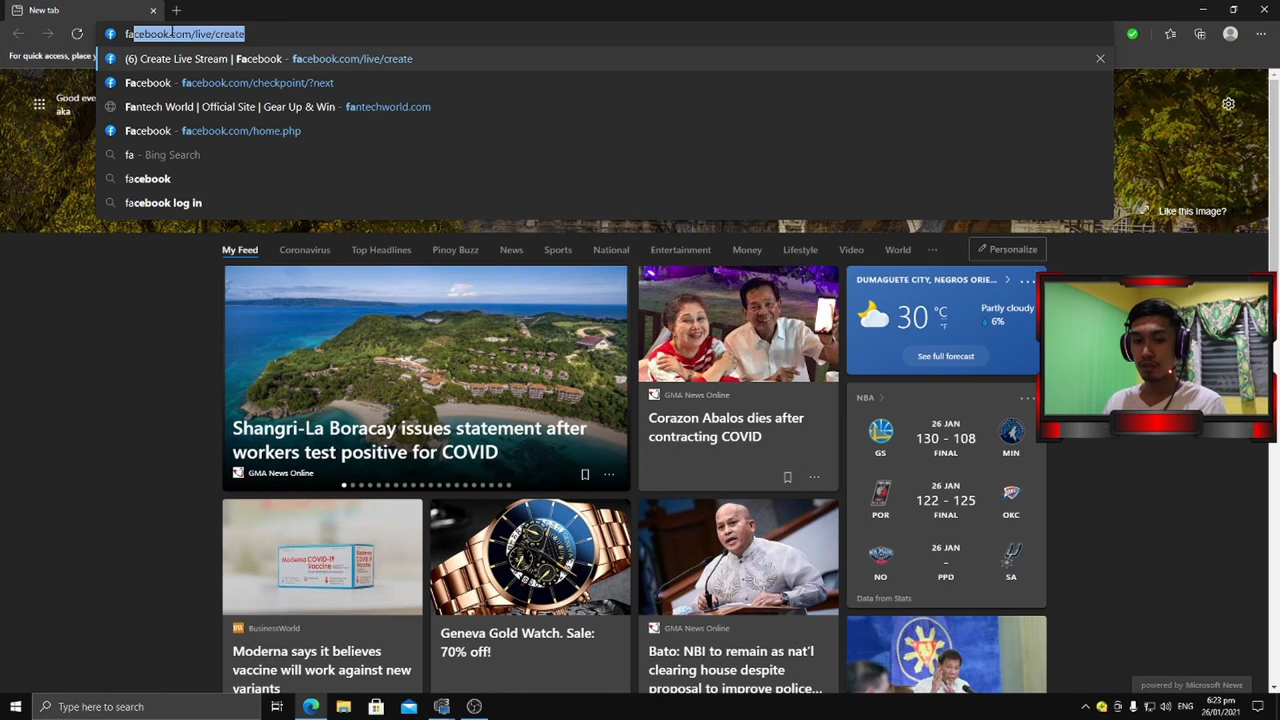 New tab
facebook.com/live/create
(6) Create Live Stream | Facebook - facebook.com/live/create
For quick access, place y
Facebook - facebook.com/checkpoint/?next
Good eve
aka
Fantech World | Official Site | Gear Up & Win - fantechworld.com
Facebook - facebook.com/home.php
fa - Bing Search
facebook
facebook log in
Like this image?
My Feed
Coronavirus
Top Headlines
Pinoy Buzz
News
Sports
National
Entertainment
Money
Lifestyle
Video
World
Personalize
Shangri-La Boracay issues statement after
workers test positive for COVID
GMA News Online
GMA News Online
Corazon Abalos dies after
contracting COVID
DUMAGUETE CITY, NEGROS ORIE...
30 °C
°F
Partly cloudy
6%
See full forecast
NBA
26 JAN
130 - 108
GS
FINAL
MIN
26 JAN
122 - 125
POR
FINAL
OKC
26 JAN
-
NO
PPD
SA
Data from Stats
BusinessWorld
Moderna says it believes
vaccine will work against new
variants
Geneva Gold Watch. Sale:
70% off!
GMA News Online
Bato: NBI to remain as nat'l
clearing house despite
proposal to improve police...
powered by Microsoft News
Type here to search
ENG
6:23 pm
26/01/2021